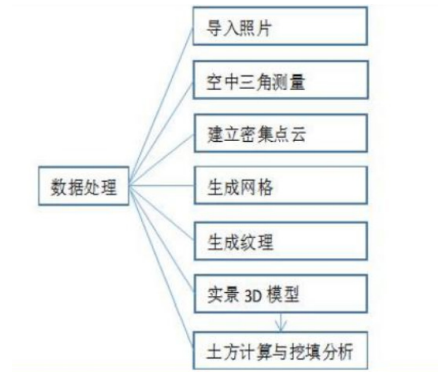 导入照片
空中三角测量
建立密集点云
数据处理
生成网格
生成纹理
实景 3D 模型
土方计算与挖填分析